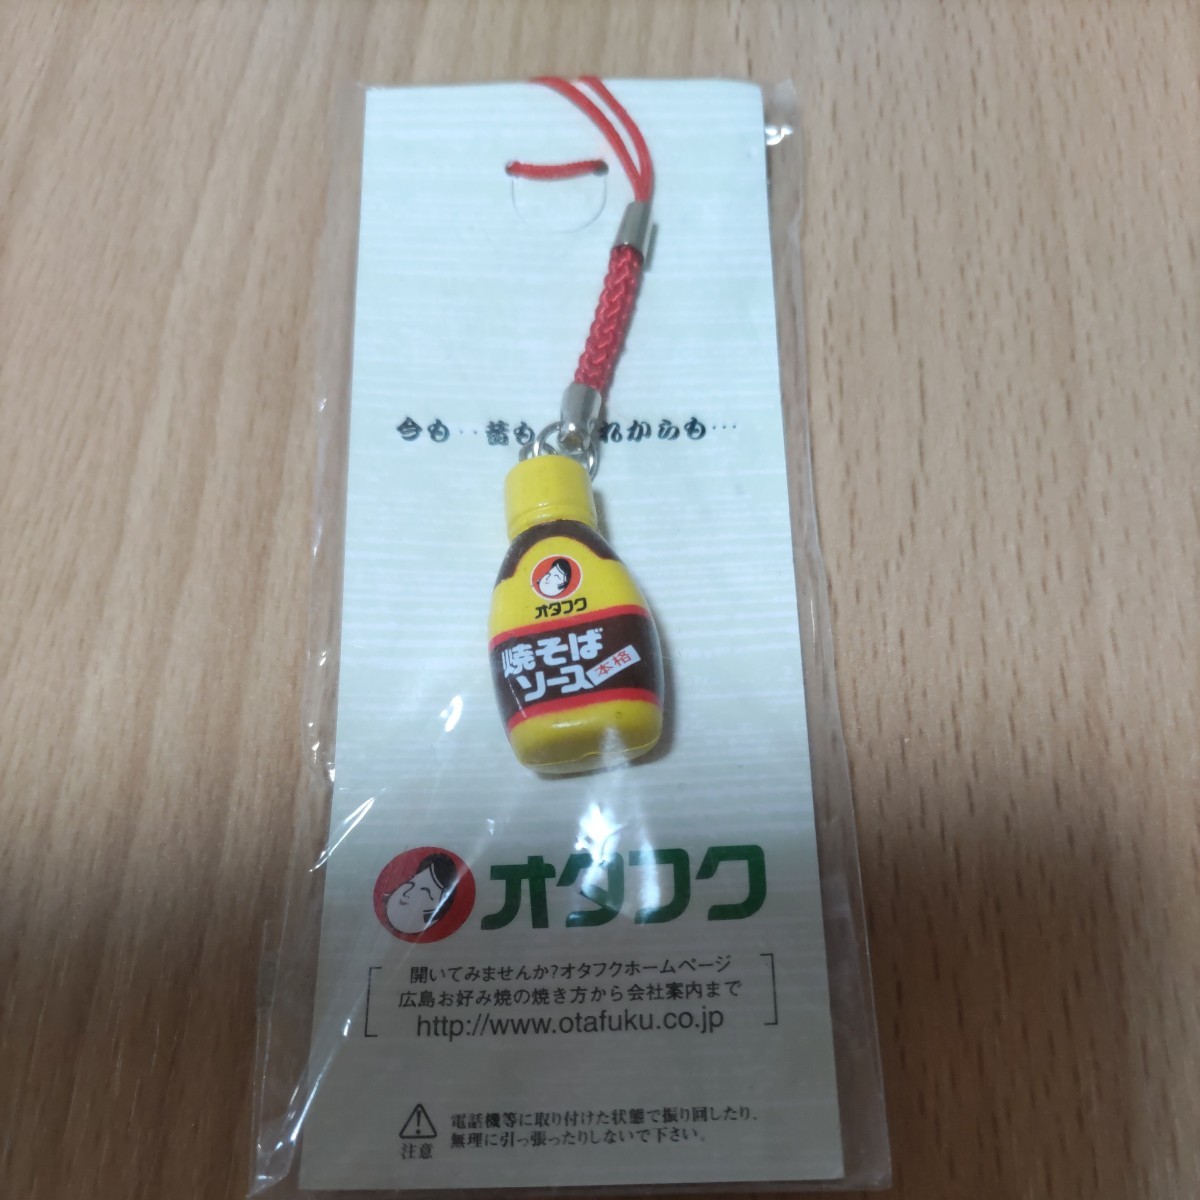 今も‥昔も
れからも…
オタフク
焼そば
ソース
本格
オタフク
開いてみませんか?オタフクホームページ
広島お好み焼の焼き方から会社案内まで
http://www.otafuku.co.jp
注意
電話機等に取り付けた状態で振り回したり、
無理に引っ張ったりしないで下さい。